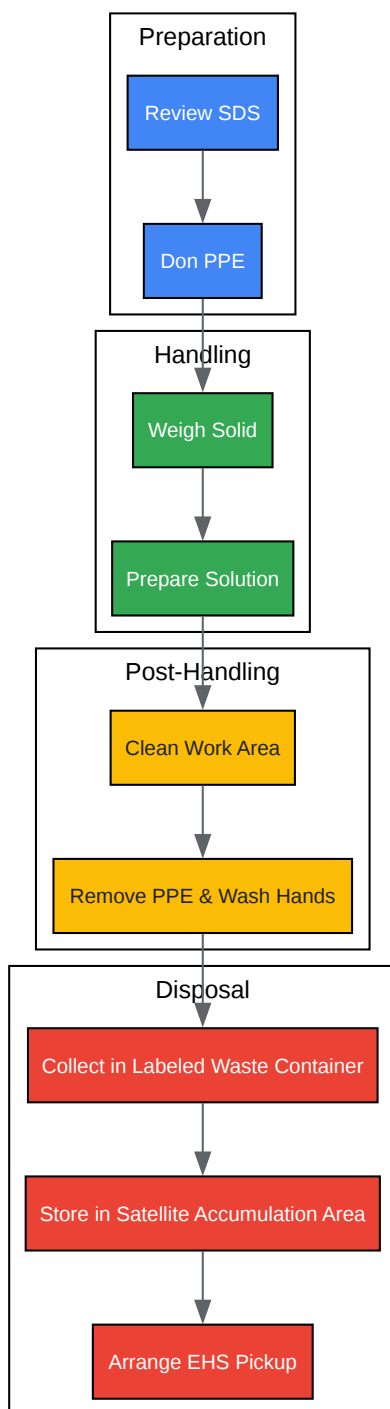 Preparation
Review SDS
Don PPE
Handling
Weigh Solid
Prepare Solution
Post-Handling
Clean Work Area
Remove PPE & Wash Hands
Disposal
Collect in Labeled Waste Container
Store in Satellite Accumulation Area
Arrange EHS Pickup